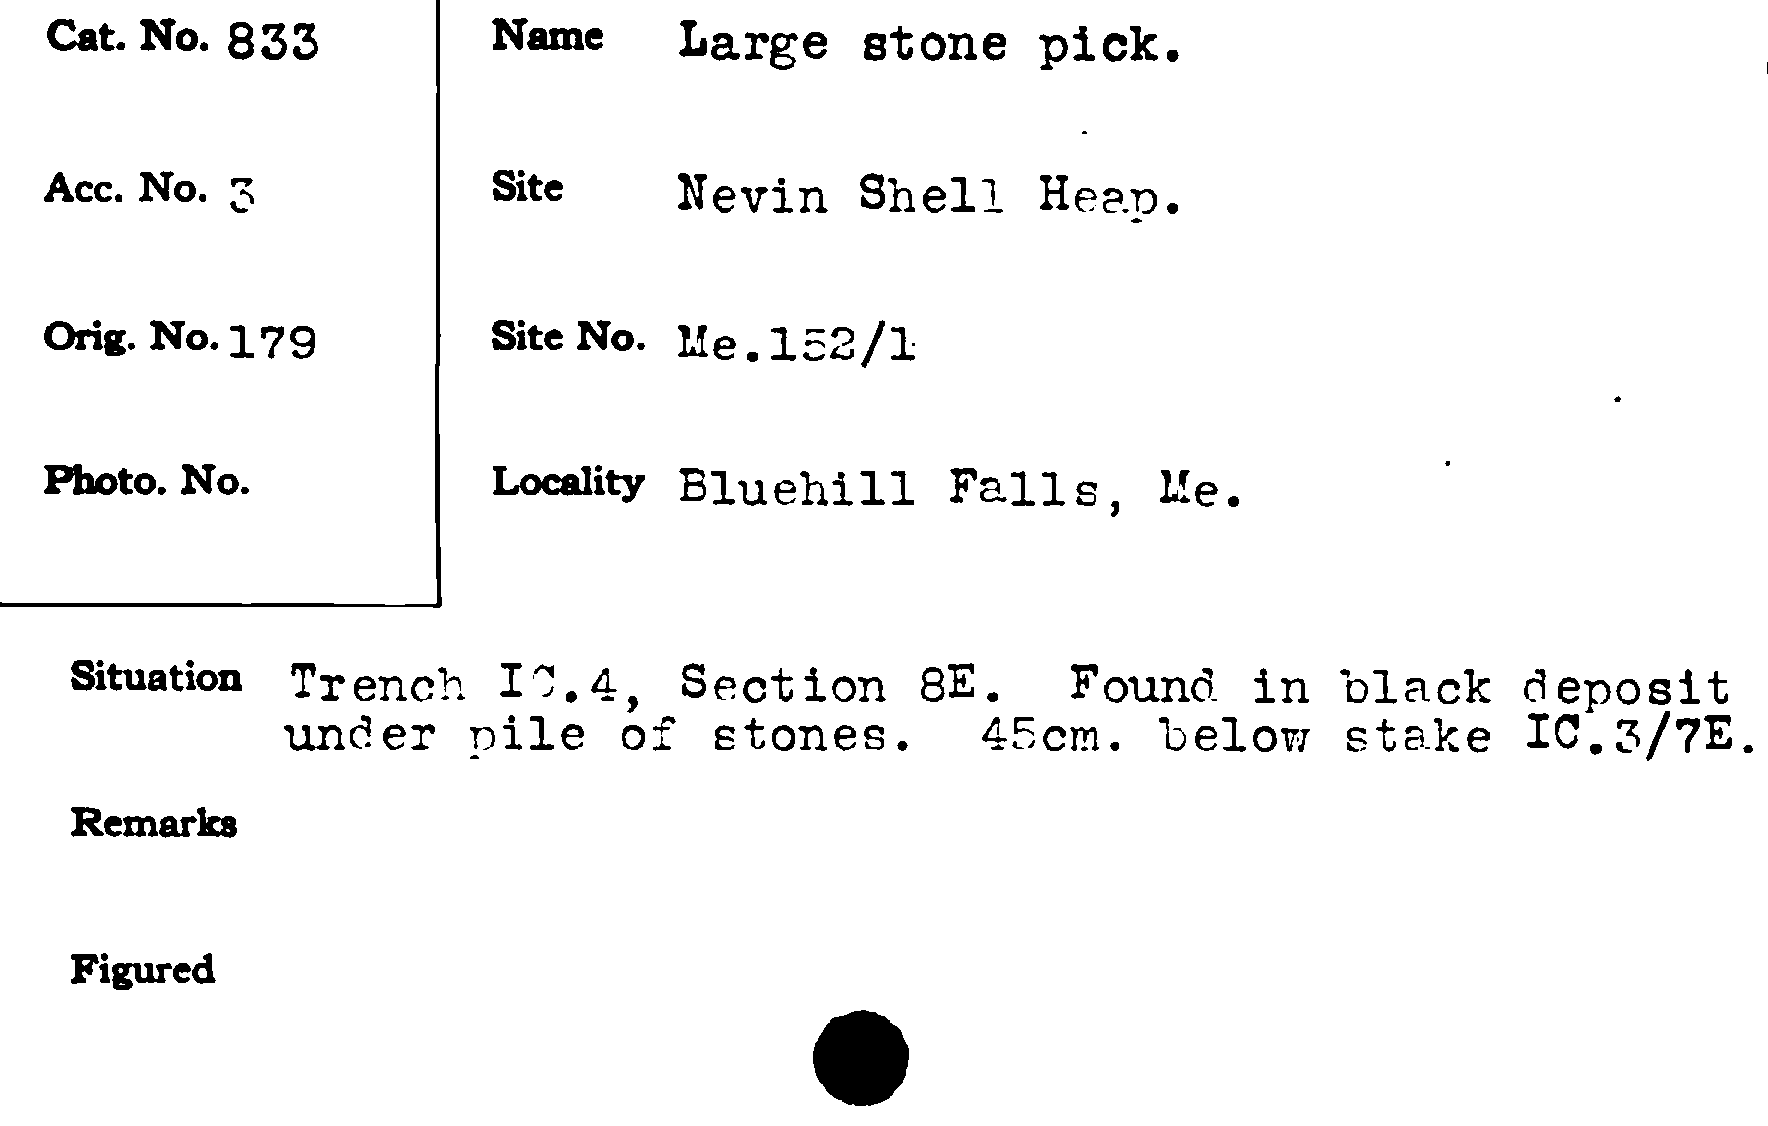 Cat. No. 833
Name Large stone pick.
Acc. No. 3
Site Nevin Shell Heap.
Orig. No. 179
Site No. Me.152/1
Photo. No.
Locality Bluehill Falls, Me.
Situation Trench IC.4, Section 8E. Found in black deposit
under pile of stones. 45cm. below stake IC.3/7E.
Remarks
Figured